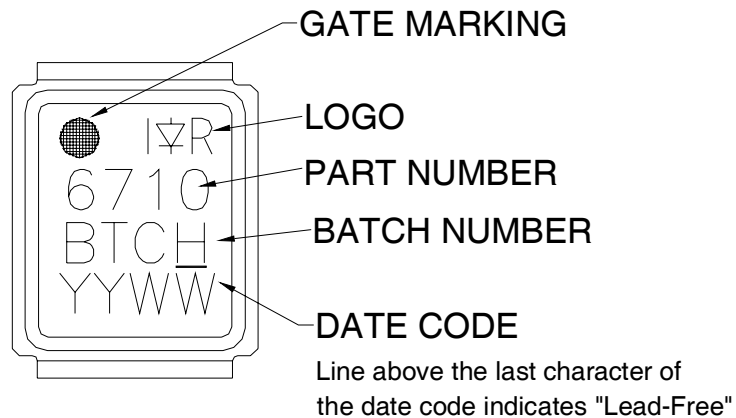 GATE MARKING
I R
LOGO
6710
PART NUMBER
BTCH
BATCH NUMBER
YYWW
DATE CODE
Line above the last character of
the date code indicates "Lead-Free"